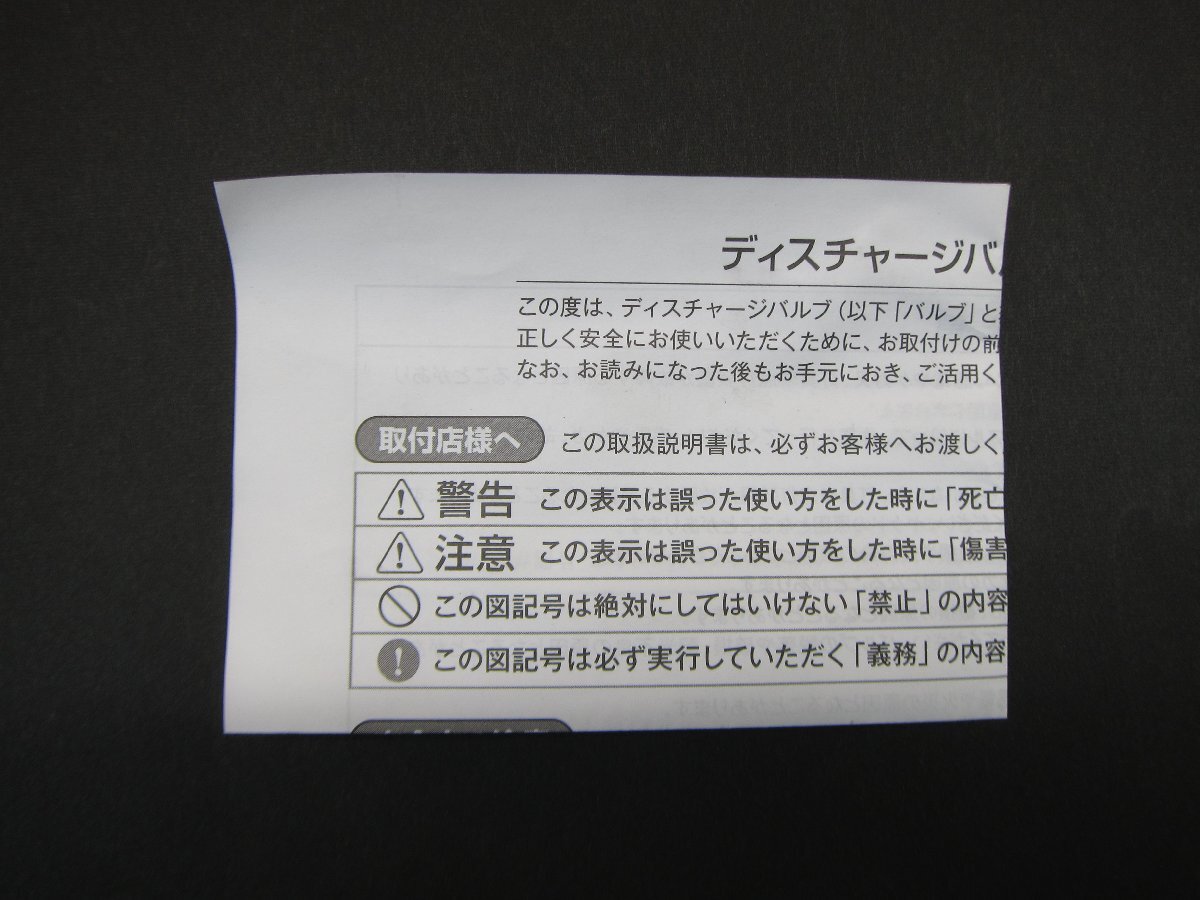 ディスチャージバ
この度は、ディスチャージバルブ(以下「バルブ」と
正しく安全にお使いいただくために、お取付けの前
なお、お読みになった後もお手元におき、ご活用く
取付店様へ
この取扱説明書は、必ずお客様へお渡しく
警告 この表示は誤った使い方をした時に「死亡
注意 この表示は誤った使い方をした時に「傷害
この図記号は絶対にしてはいけない「禁止」の内容
この図記号は必ず実行していただく「義務」の内容